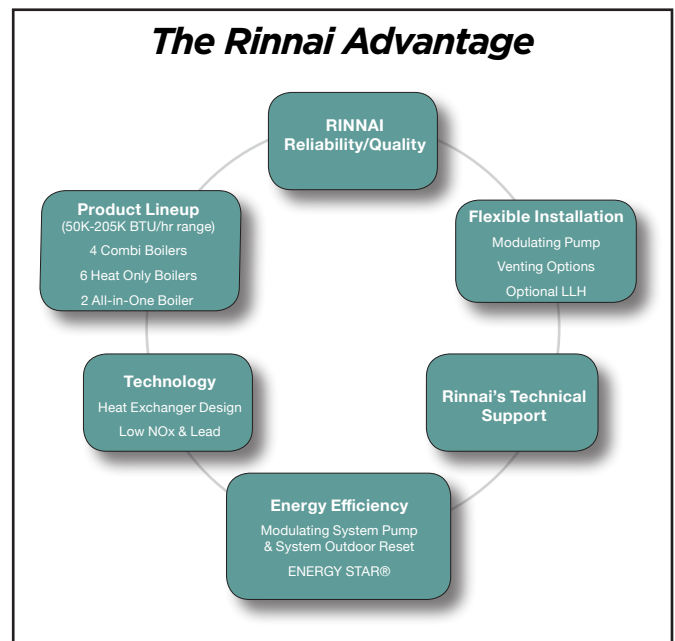 The Rinnai Advantage
RINNAI
Reliability/Quality
Flexible Installation
Modulating Pump
Venting Options
Optional LLH
Rinnai's Technical
Support
Energy Efficiency
Modulating System Pump
& System Outdoor Reset
ENERGY STAR®
Technology
Heat Exchanger Design
Low NOx & Lead
Product Lineup
(50K-205K BTU/hr range)
4 Combi Boilers
6 Heat Only Boilers
2 All-in-One Boiler